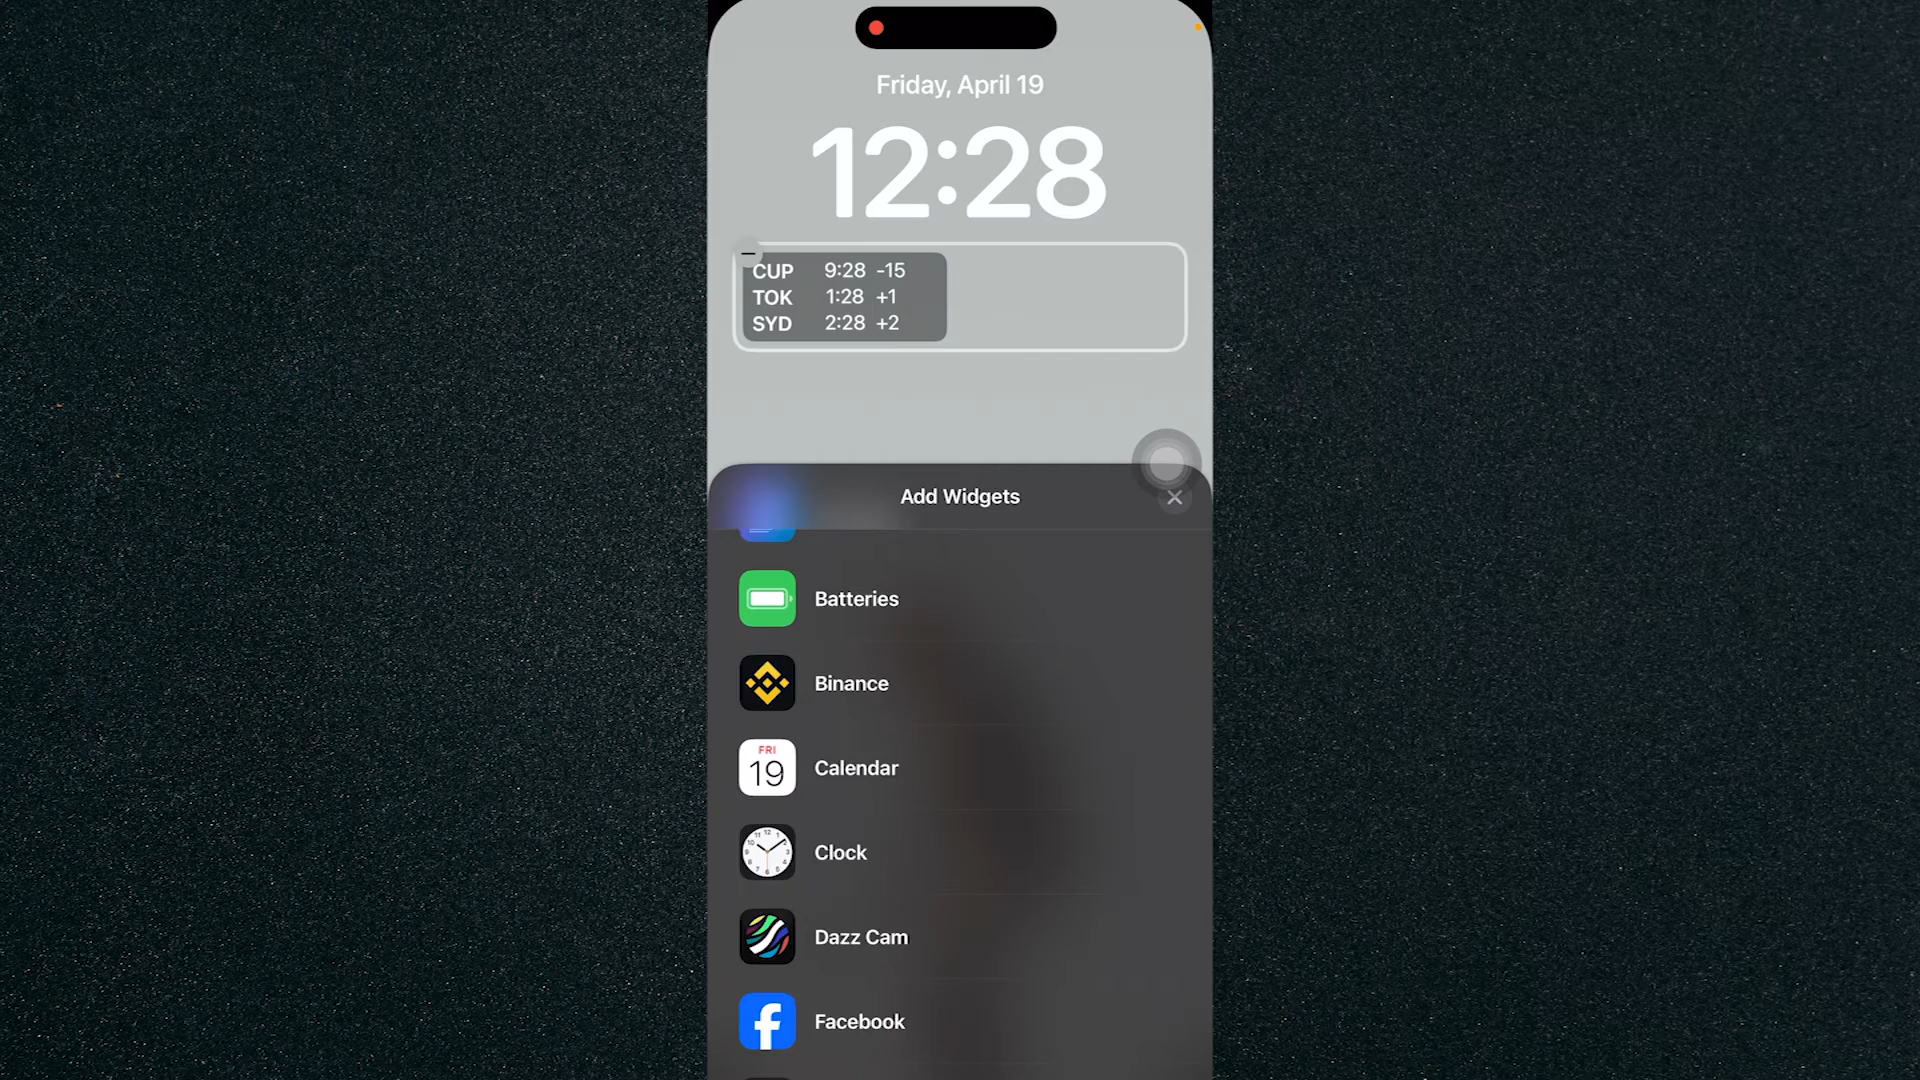 Friday, April 19
12:28
CUP 9:28 -15
TOK 1:28 +1
SYD 2:28 +2
Add Widgets
Batteries
Binance
FRI
19
Calendar
Clock
Dazz Cam
Facebook